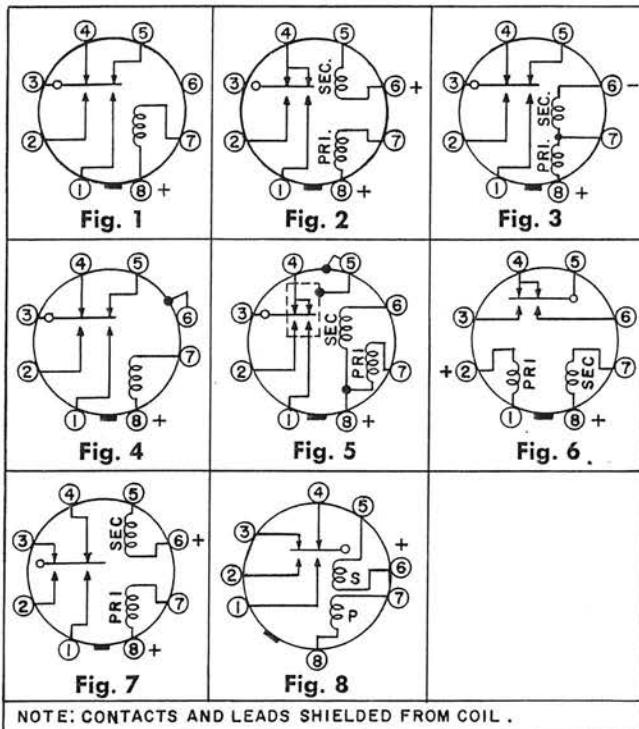 4 5
3 6
2 7
1 8 +
Fig. 1
4 5
3 SEC. 6 +
2 PRI. 7
1 8 +
Fig. 2
4 5
3 6 −
SEC.
2 PRI. 7
1 8 +
Fig. 3
4 5
3 6
2 7
1 8 +
Fig. 4
4 5
3 SEC 6
2 PRI 7
1 8 +
Fig. 5
4 5
3 6
+ 2 PRI SEC 7
1 8
Fig. 6
4 5
3 SEC 6 +
2 PRI 7
1 8 +
Fig. 7
4 5
3 +
2 S 6
1 P 7
8
Fig. 8
NOTE: CONTACTS AND LEADS SHIELDED FROM COIL.